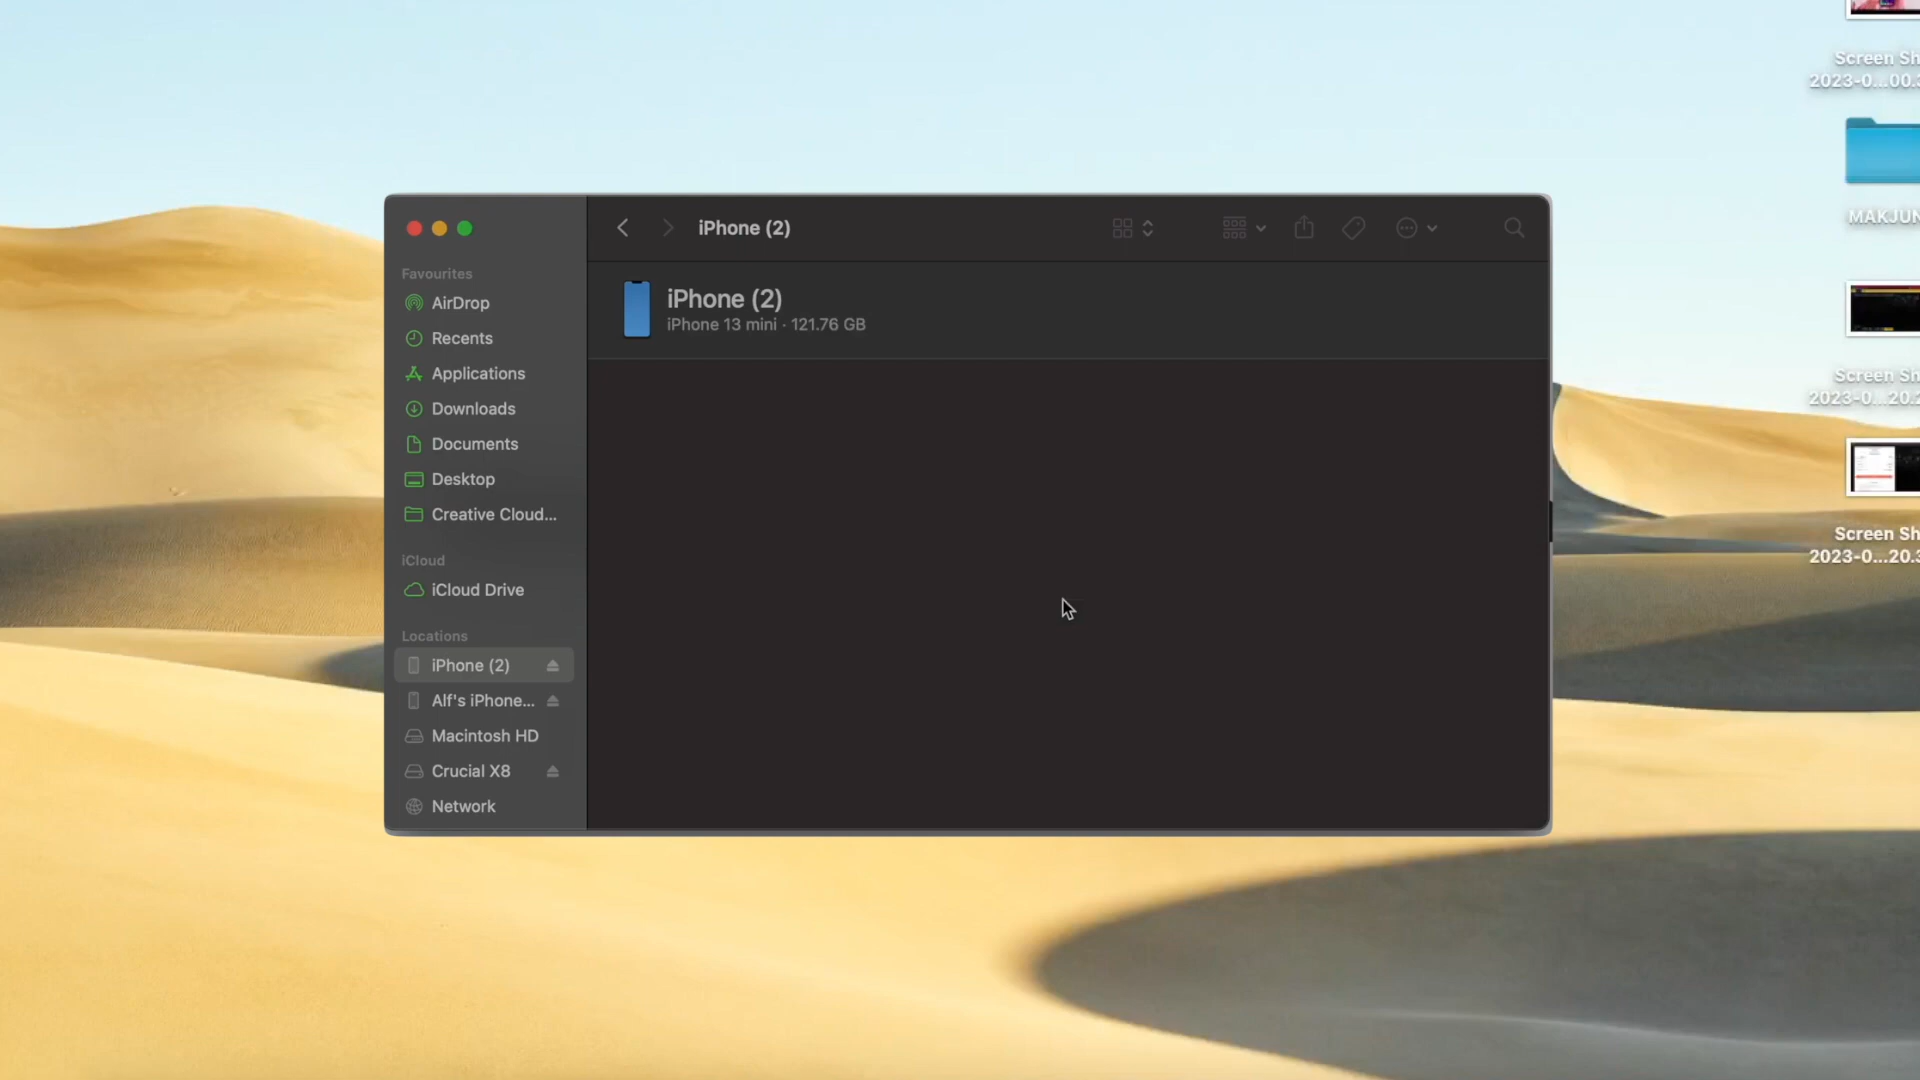 iPhone (2)
iPhone (2)
iPhone 13 mini · 121.76 GB
Favourites
AirDrop
Recents
Applications
Downloads
Documents
Desktop
Creative Cloud...
iCloud
iCloud Drive
Locations
iPhone (2)
Alf's iPhone...
Macintosh HD
Crucial X8
Network
Screen Sh
2023-0...00.3
MAKJUN
Screen Sh
2023-0...20.2
Screen Sh
2023-0...20.3